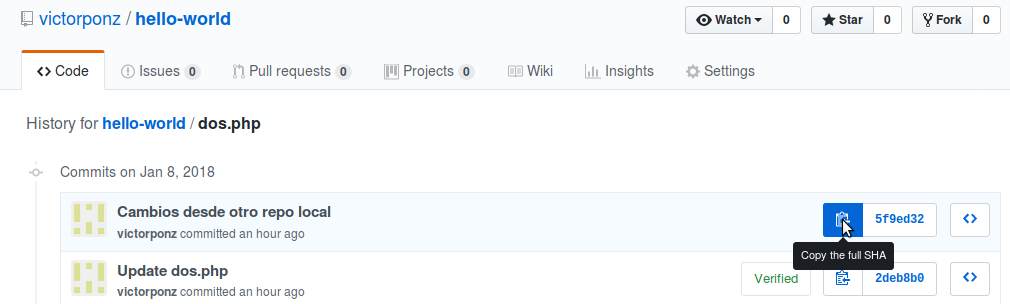 victorponz / hello-world
Watch 0 Star 0 Fork 0
Code Issues 0 Pull requests 0 Projects 0 Wiki Insights Settings
History for hello-world / dos.php
Commits on Jan 8, 2018
Cambios desde otro repo local
victorponz committed an hour ago
5f9ed32
Copy the full SHA
Update dos.php
victorponz committed an hour ago
Verified
2deb8b0